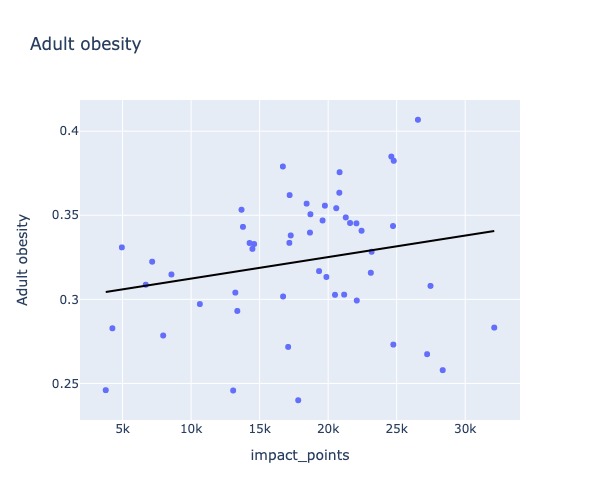 Adult obesity
0.4
0.35
0.3
0.25
Adult obesity
5k 10k 15k 20k 25k 30k
impact_points